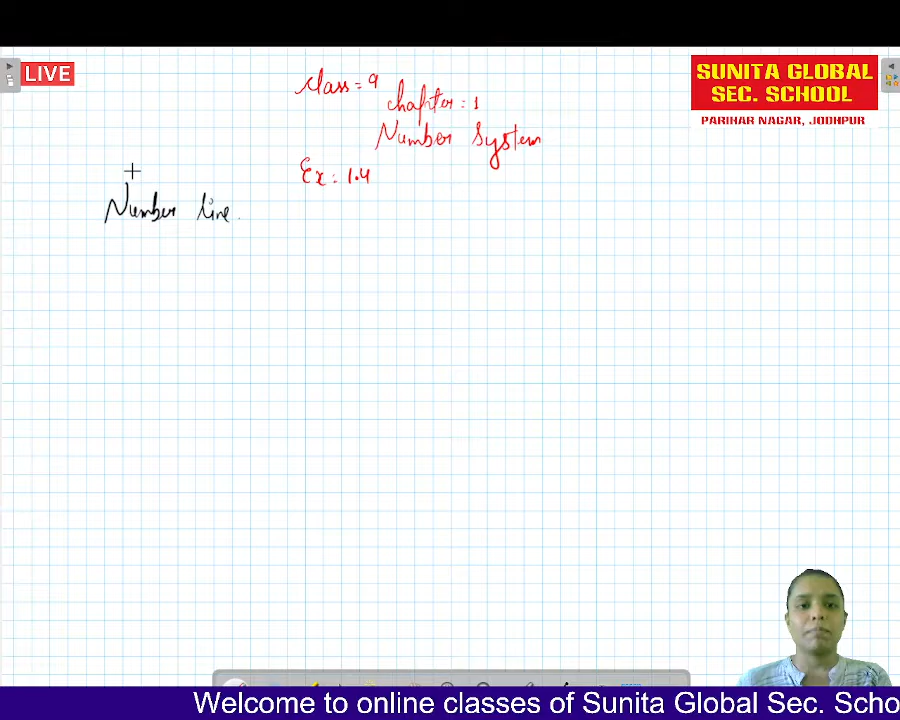 LIVE
Class = 9
Chapter : 1
Number System
Ex : 1.4
Number line.
SUNITA GLOBAL
SEC. SCHOOL
PARIHAR NAGAR, JODHPUR
Welcome to online classes of Sunita Global Sec. Scho